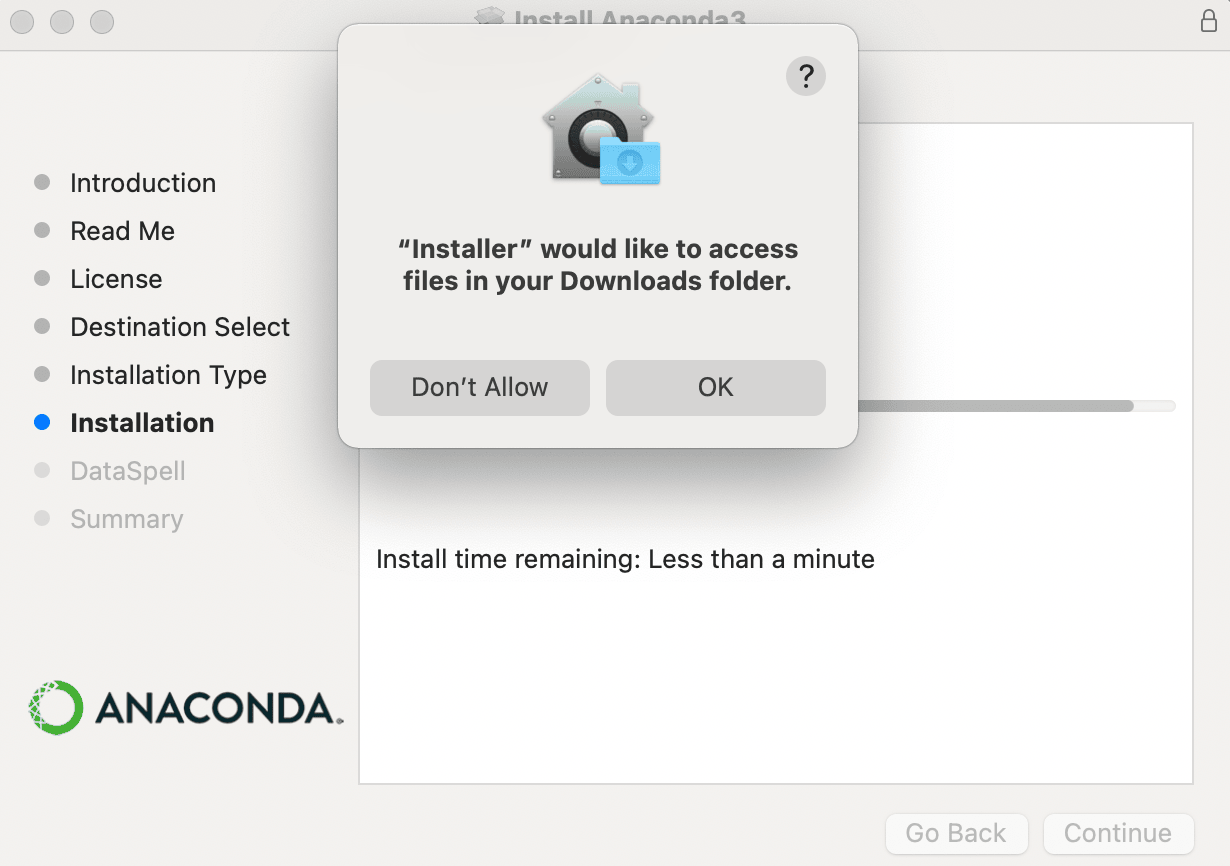 Install Anaconda3
?
“Installer” would like to access
files in your Downloads folder.
Don’t Allow
OK
Introduction
Read Me
License
Destination Select
Installation Type
Installation
DataSpell
Summary
Install time remaining: Less than a minute
ANACONDA.
Go Back
Continue